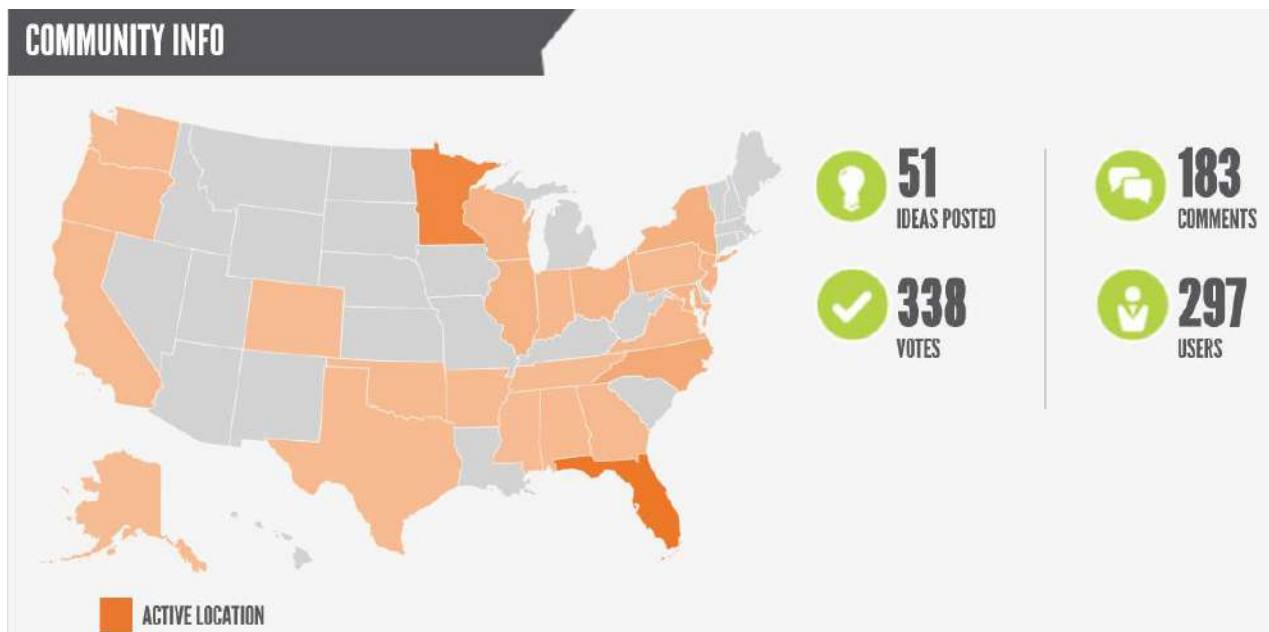 COMMUNITY INFO
51
IDEAS POSTED
183
COMMENTS
338
VOTES
297
USERS
ACTIVE LOCATION